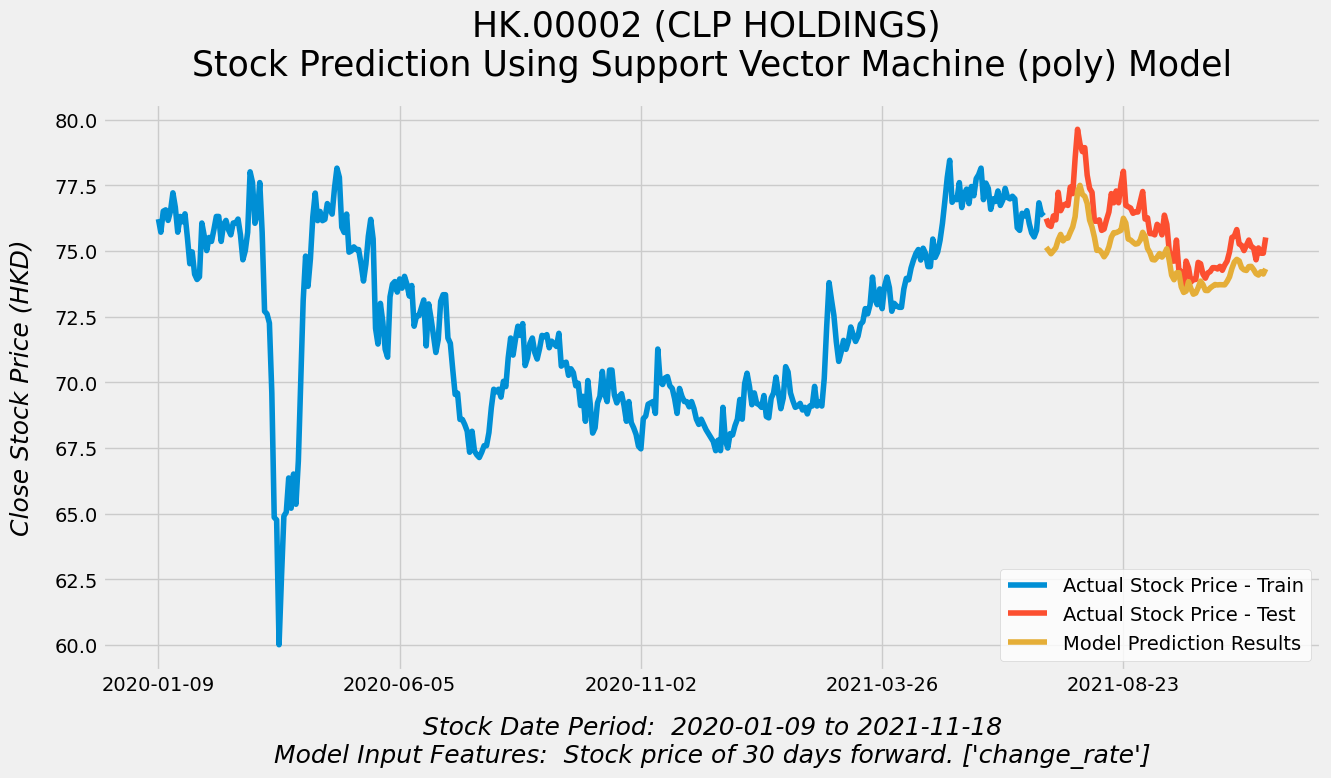 HK.00002 (CLP HOLDINGS)
Stock Prediction Using Support Vector Machine (poly) Model
Close Stock Price (HKD)
80.0
77.5
75.0
72.5
70.0
67.5
65.0
62.5
60.0
Actual Stock Price - Train
Actual Stock Price - Test
Model Prediction Results
2020-01-09 2020-06-05 2020-11-02 2021-03-26 2021-08-23
Stock Date Period:  2020-01-09 to 2021-11-18
Model Input Features:  Stock price of 30 days forward. ['change_rate']